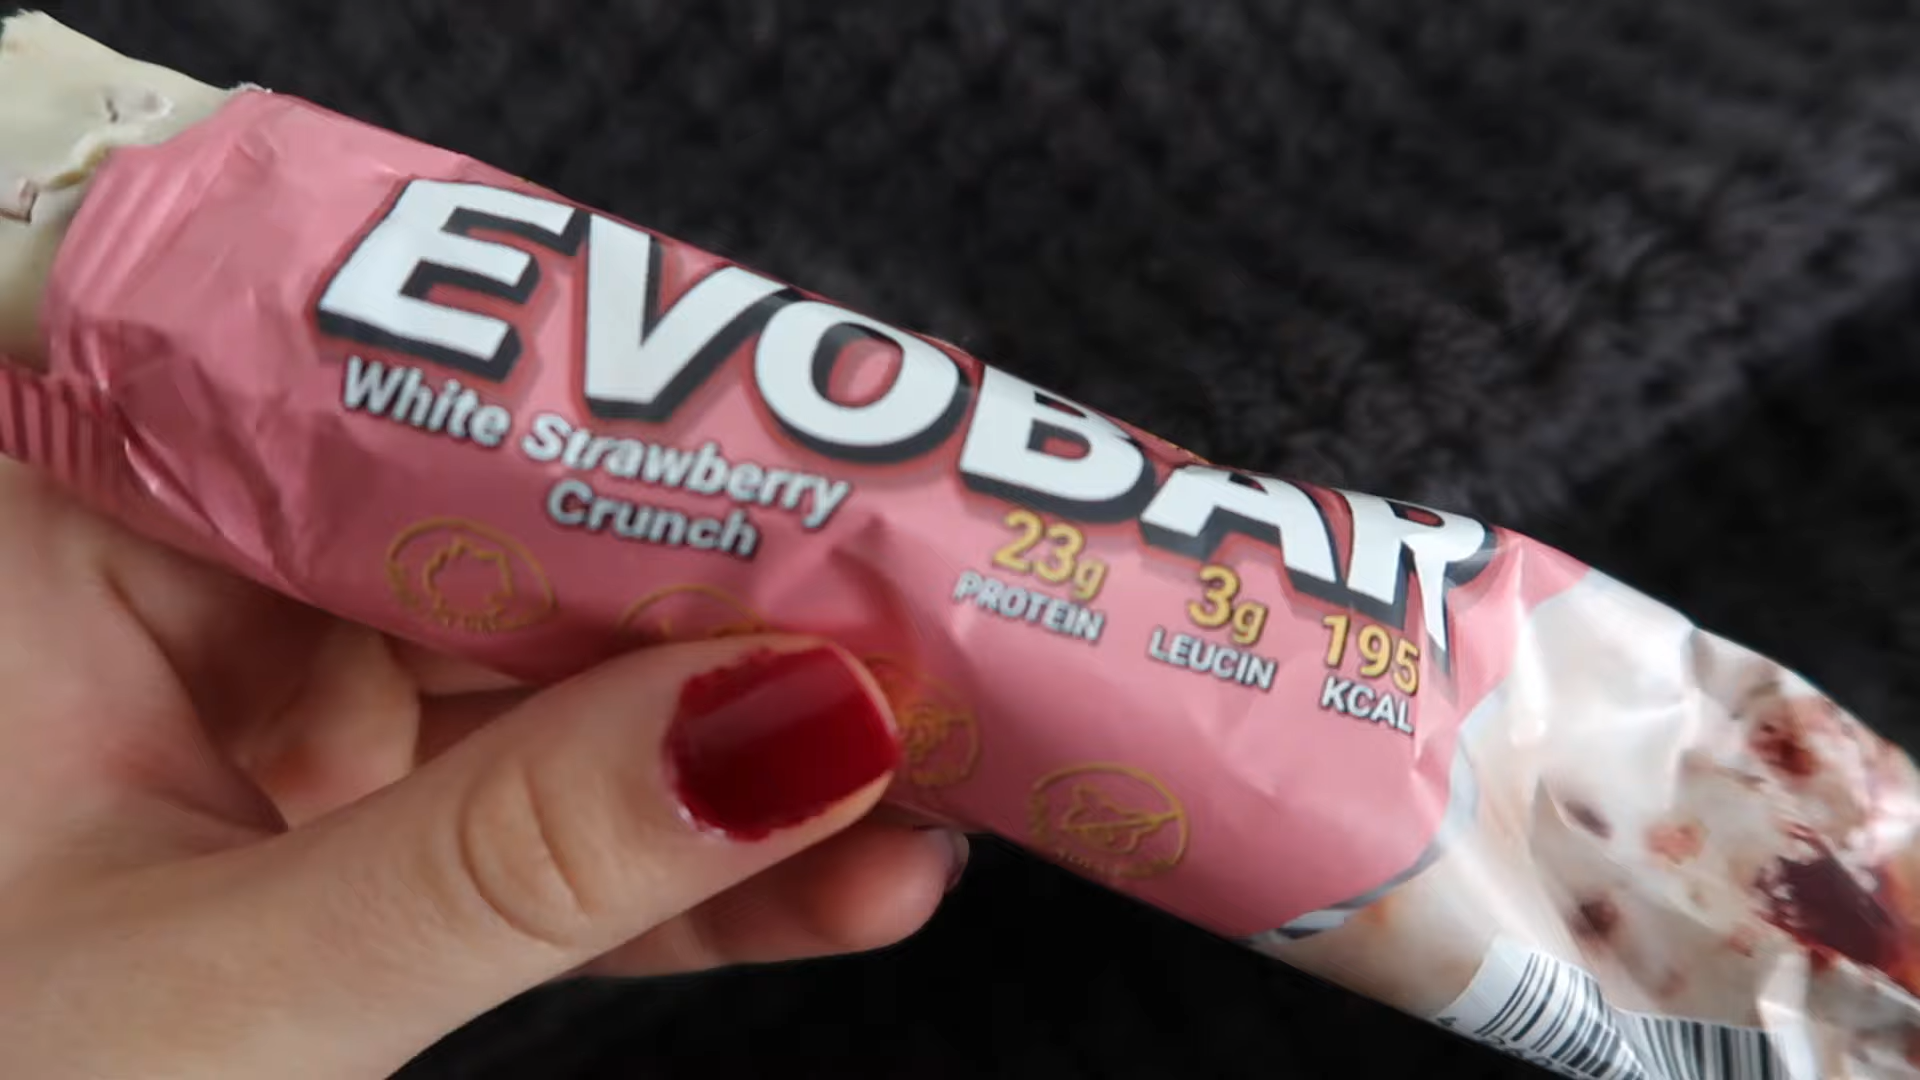 EVOBAR
White Strawberry
Crunch
23g
PROTEIN
3g
LEUCIN
195
KCAL